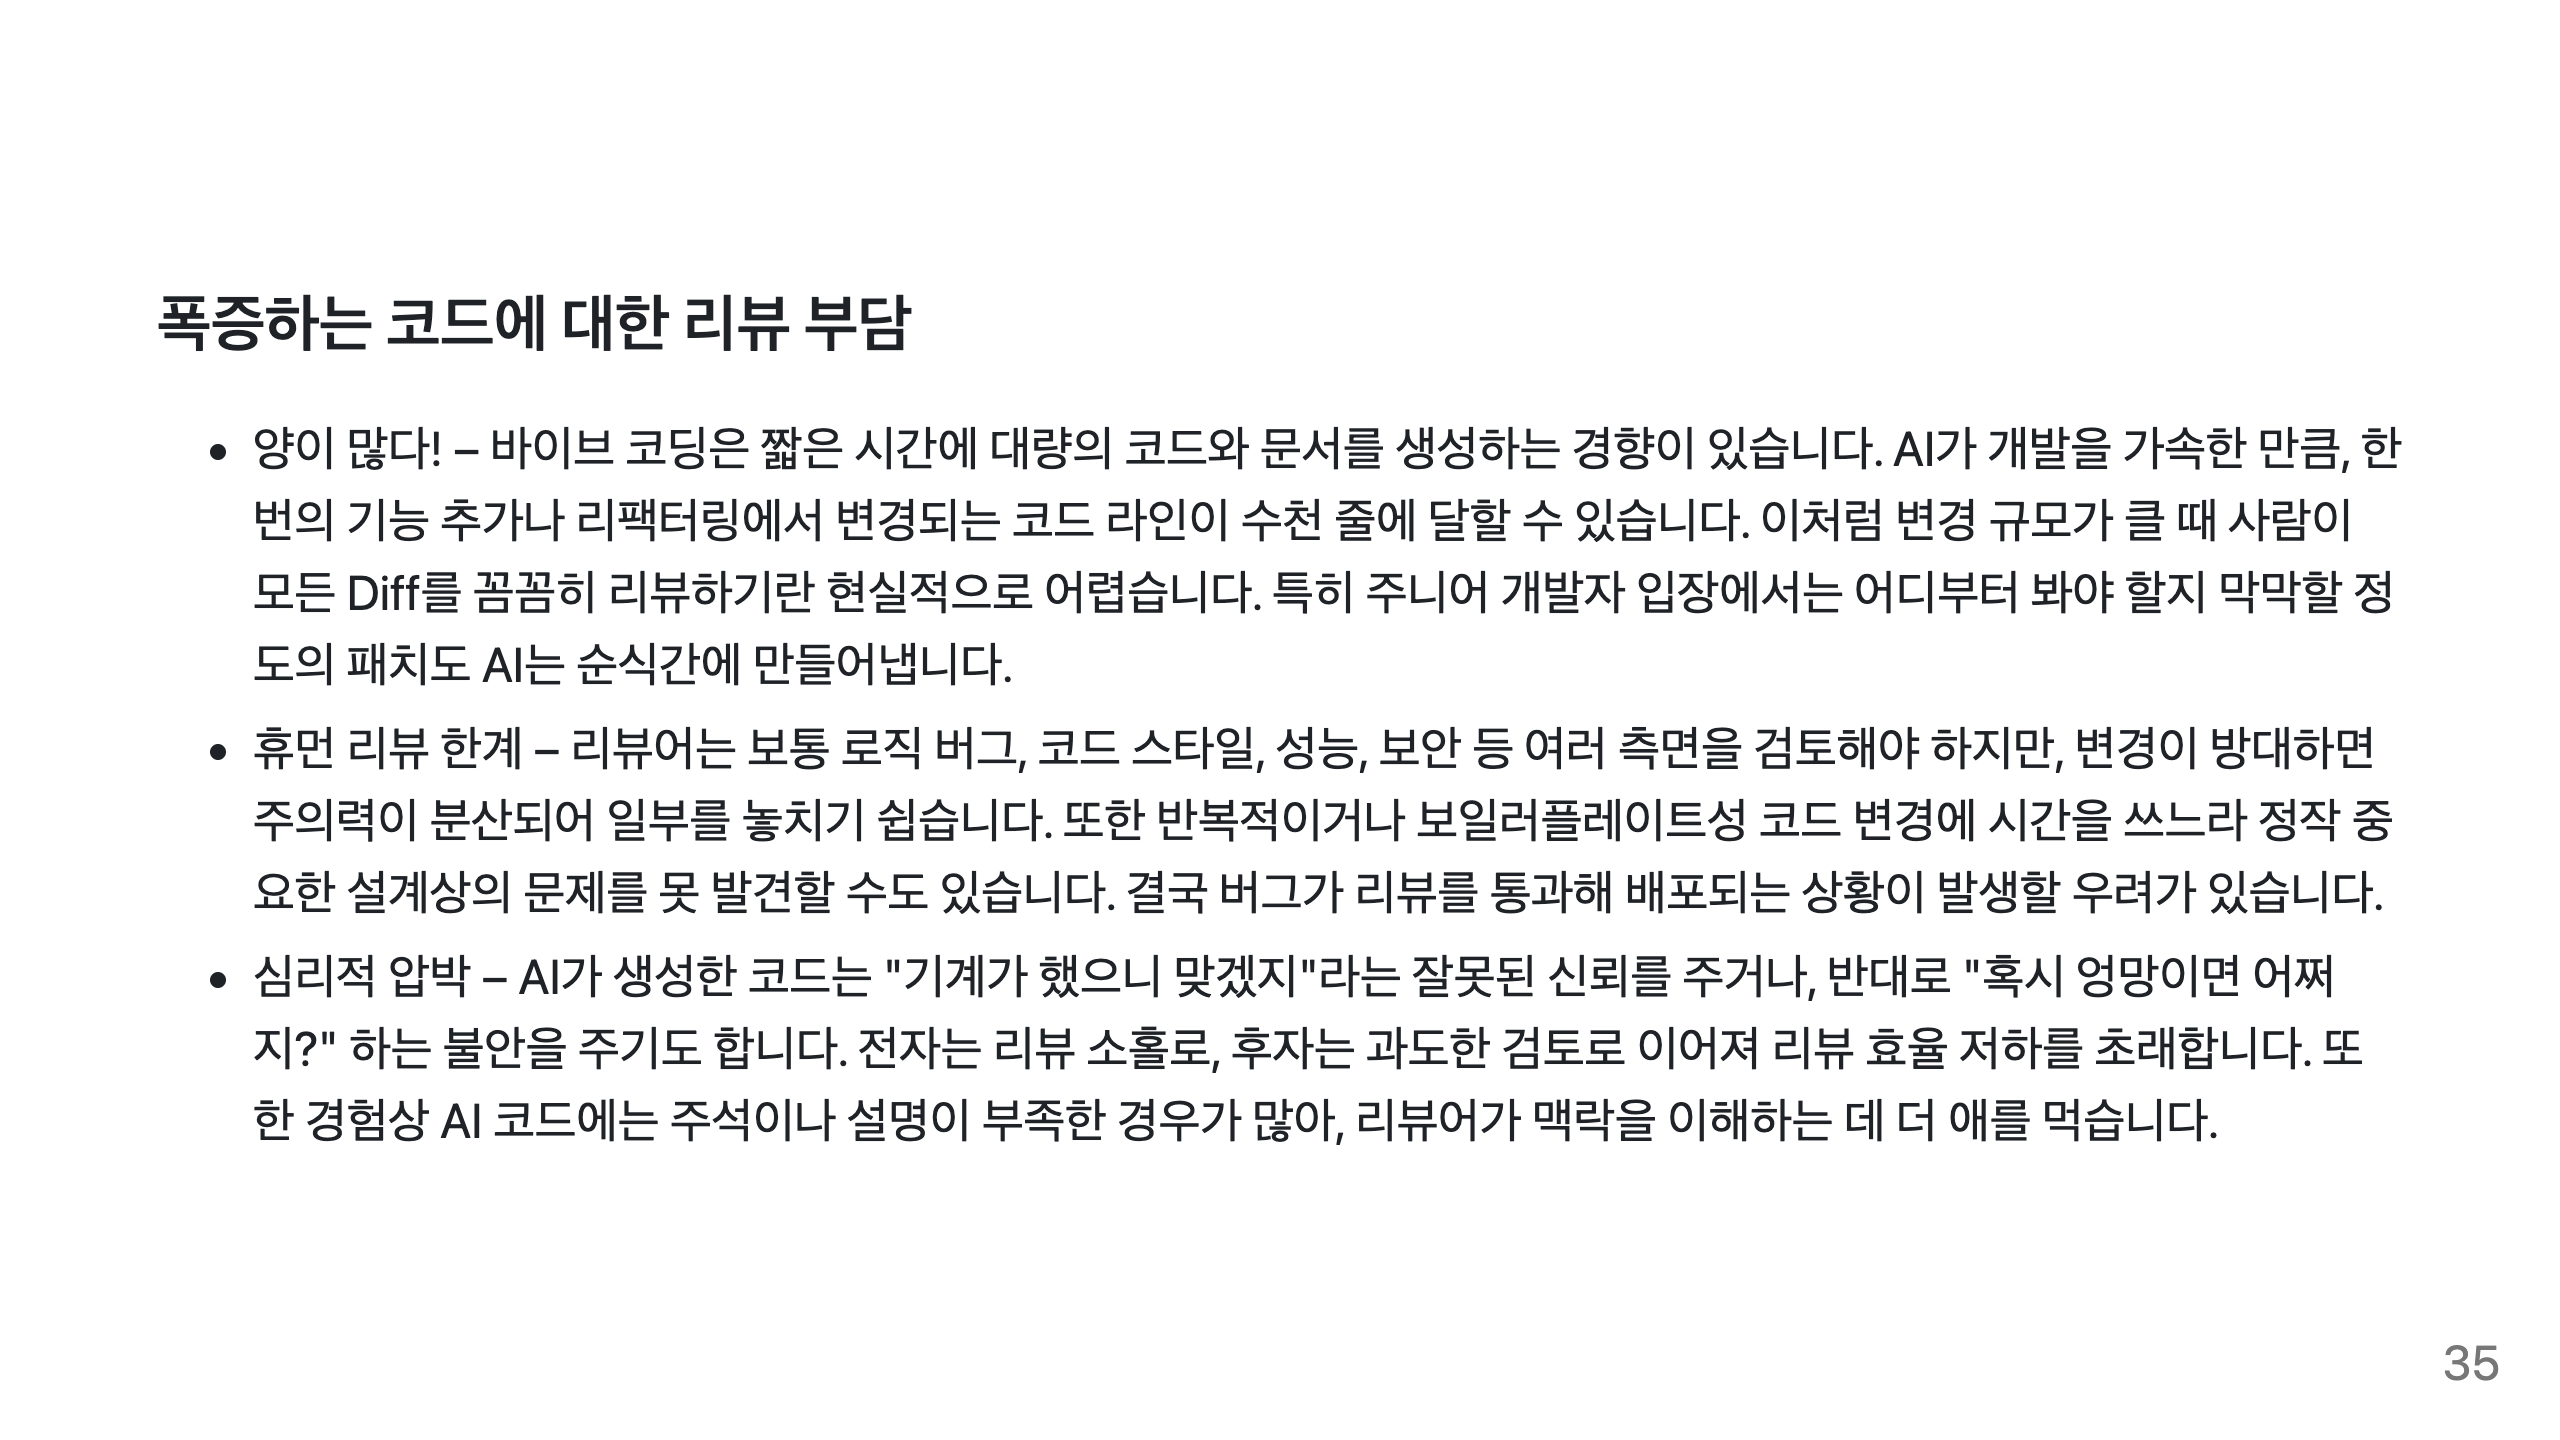 폭증하는 코드에 대한 리뷰 부담
• 양이 많다! – 바이브 코딩은 짧은 시간에 대량의 코드와 문서를 생성하는 경향이 있습니다. AI가 개발을 가속한 만큼, 한
번의 기능 추가나 리팩터링에서 변경되는 코드 라인이 수천 줄에 달할 수 있습니다. 이처럼 변경 규모가 클 때 사람이
모든 Diff를 꼼꼼히 리뷰하기란 현실적으로 어렵습니다. 특히 주니어 개발자 입장에서는 어디부터 봐야 할지 막막할 정
도의 패치도 AI는 순식간에 만들어냅니다.
• 휴먼 리뷰 한계 – 리뷰어는 보통 로직 버그, 코드 스타일, 성능, 보안 등 여러 측면을 검토해야 하지만, 변경이 방대하면
주의력이 분산되어 일부를 놓치기 쉽습니다. 또한 반복적이거나 보일러플레이트성 코드 변경에 시간을 쓰느라 정작 중
요한 설계상의 문제를 못 발견할 수도 있습니다. 결국 버그가 리뷰를 통과해 배포되는 상황이 발생할 우려가 있습니다.
• 심리적 압박 – AI가 생성한 코드는 "기계가 했으니 맞겠지"라는 잘못된 신뢰를 주거나, 반대로 "혹시 엉망이면 어쩌
지?" 하는 불안을 주기도 합니다. 전자는 리뷰 소홀로, 후자는 과도한 검토로 이어져 리뷰 효율 저하를 초래합니다. 또
한 경험상 AI 코드에는 주석이나 설명이 부족한 경우가 많아, 리뷰어가 맥락을 이해하는 데 더 애를 먹습니다.
35